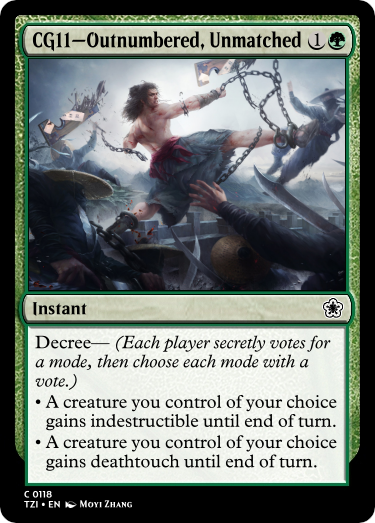 CG11—Outnumbered, Unmatched 1
Instant
Decree— (Each player secretly votes for
a mode, then choose each mode with a
vote.)
• A creature you control of your choice
gains indestructible until end of turn.
• A creature you control of your choice
gains deathtouch until end of turn.
C 0118
TZI • EN Moyi Zhang